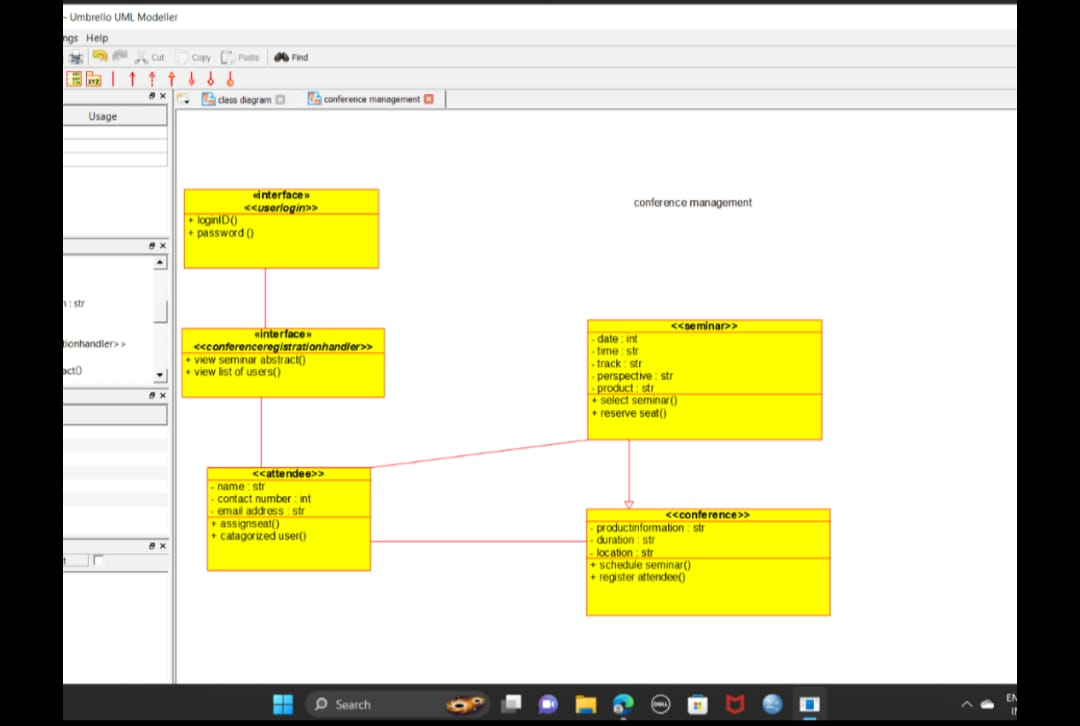 - Umbrello UML Modeller
ngs Help
Cut Copy Paste Find
XYZ
class diagram conference management
Usage
«interface»
<<userlogin>>
+ loginID()
+ password ()
conference management
n : str
tionhandler>>
act()
«interface»
<<conferenceregistrationhandler>>
+ view seminar abstract()
+ view list of users()
<<seminar>>
- date : int
- time : str
- track : str
- perspective : str
- product : str
+ select seminar()
+ reserve seat()
<<attendee>>
- name : str
- contact number : int
- email address : str
+ assignseat()
+ catagorized user()
<<conference>>
- productinformation : str
- duration : str
- location : str
+ schedule seminar()
+ register attendee()
t
Search
DELL
EN